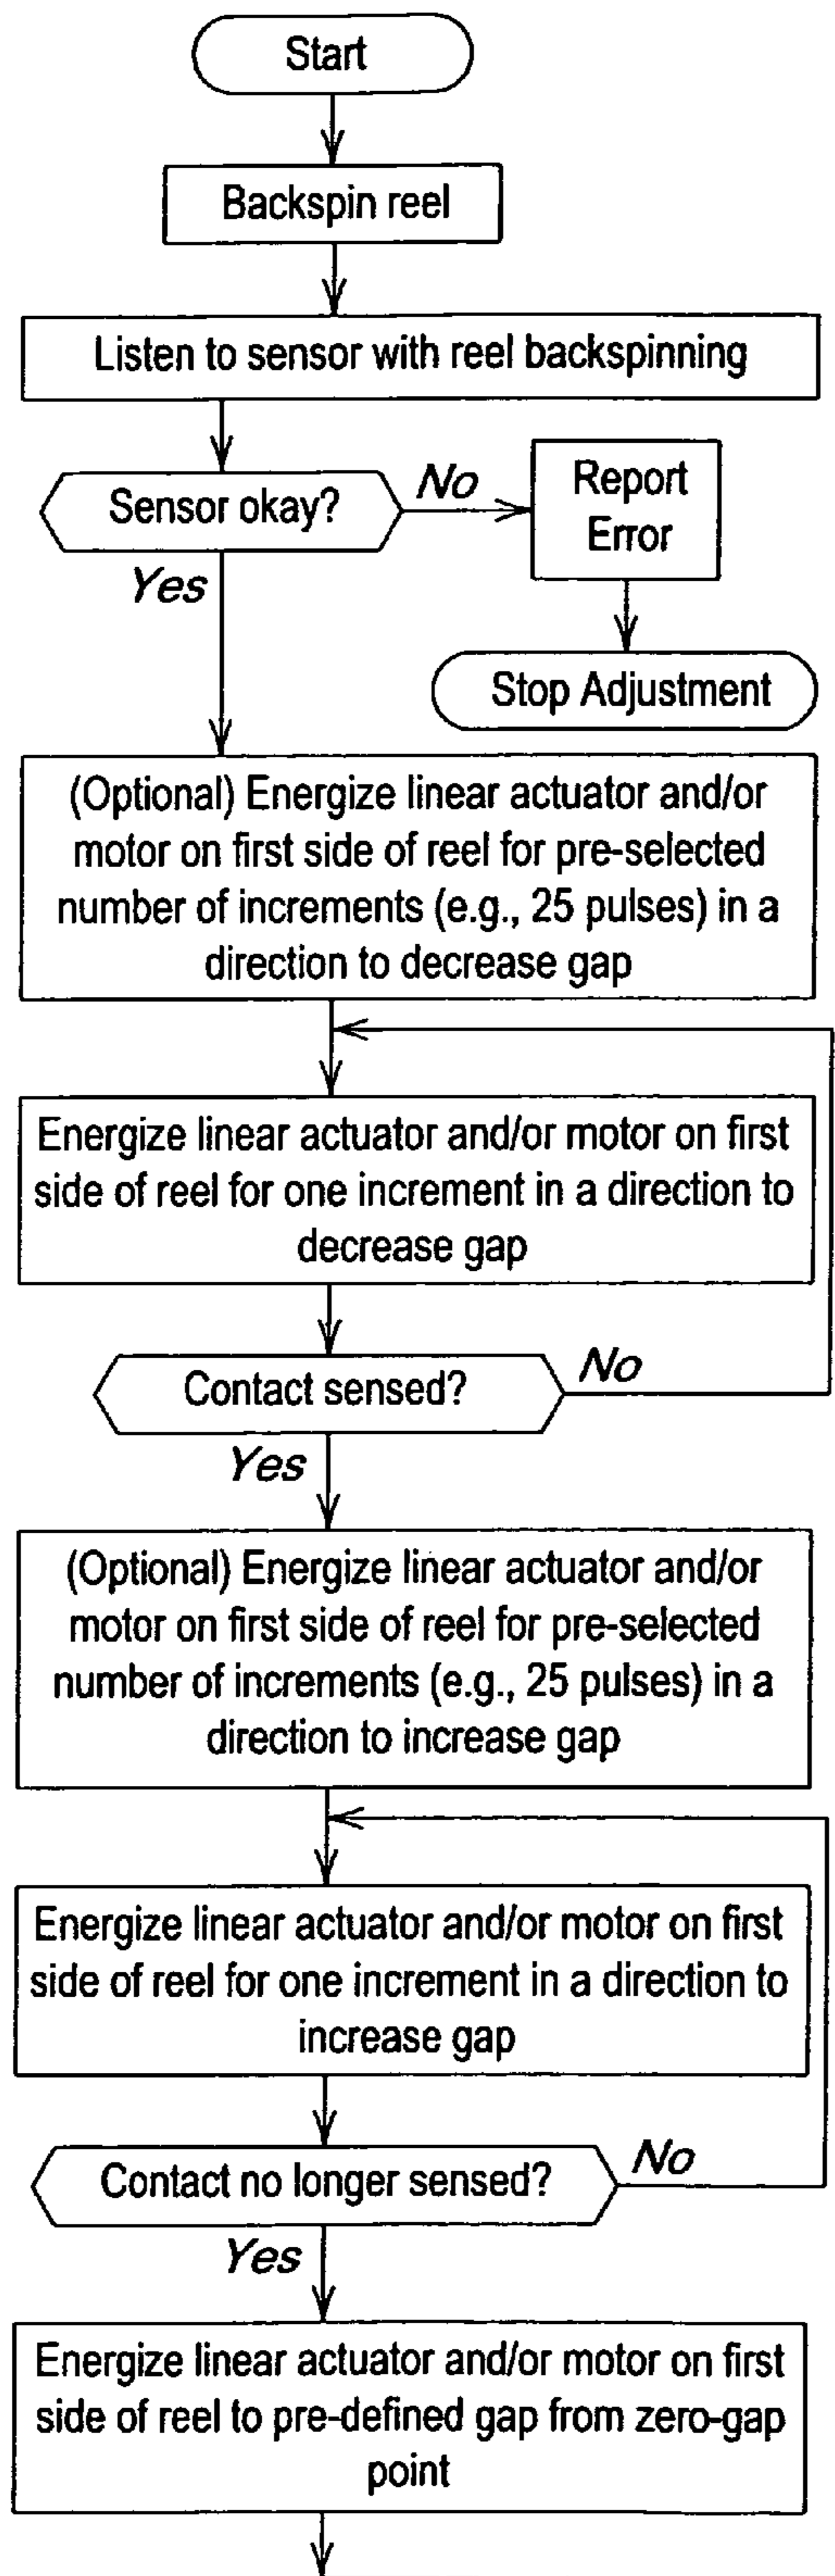 Start
Backspin reel
Listen to sensor with reel backspinning
Sensor okay?
No
Report
Error
Yes
Stop Adjustment
(Optional) Energize linear actuator and/or
motor on first side of reel for pre-selected
number of increments (e.g., 25 pulses) in a
direction to decrease gap
Energize linear actuator and/or motor on first
side of reel for one increment in a direction to
decrease gap
Contact sensed?
No
Yes
(Optional) Energize linear actuator and/or
motor on first side of reel for pre-selected
number of increments (e.g., 25 pulses) in a
direction to increase gap
Energize linear actuator and/or motor on first
side of reel for one increment in a direction to
increase gap
Contact no longer sensed?
No
Yes
Energize linear actuator and/or motor on first
side of reel to pre-defined gap from zero-gap
point